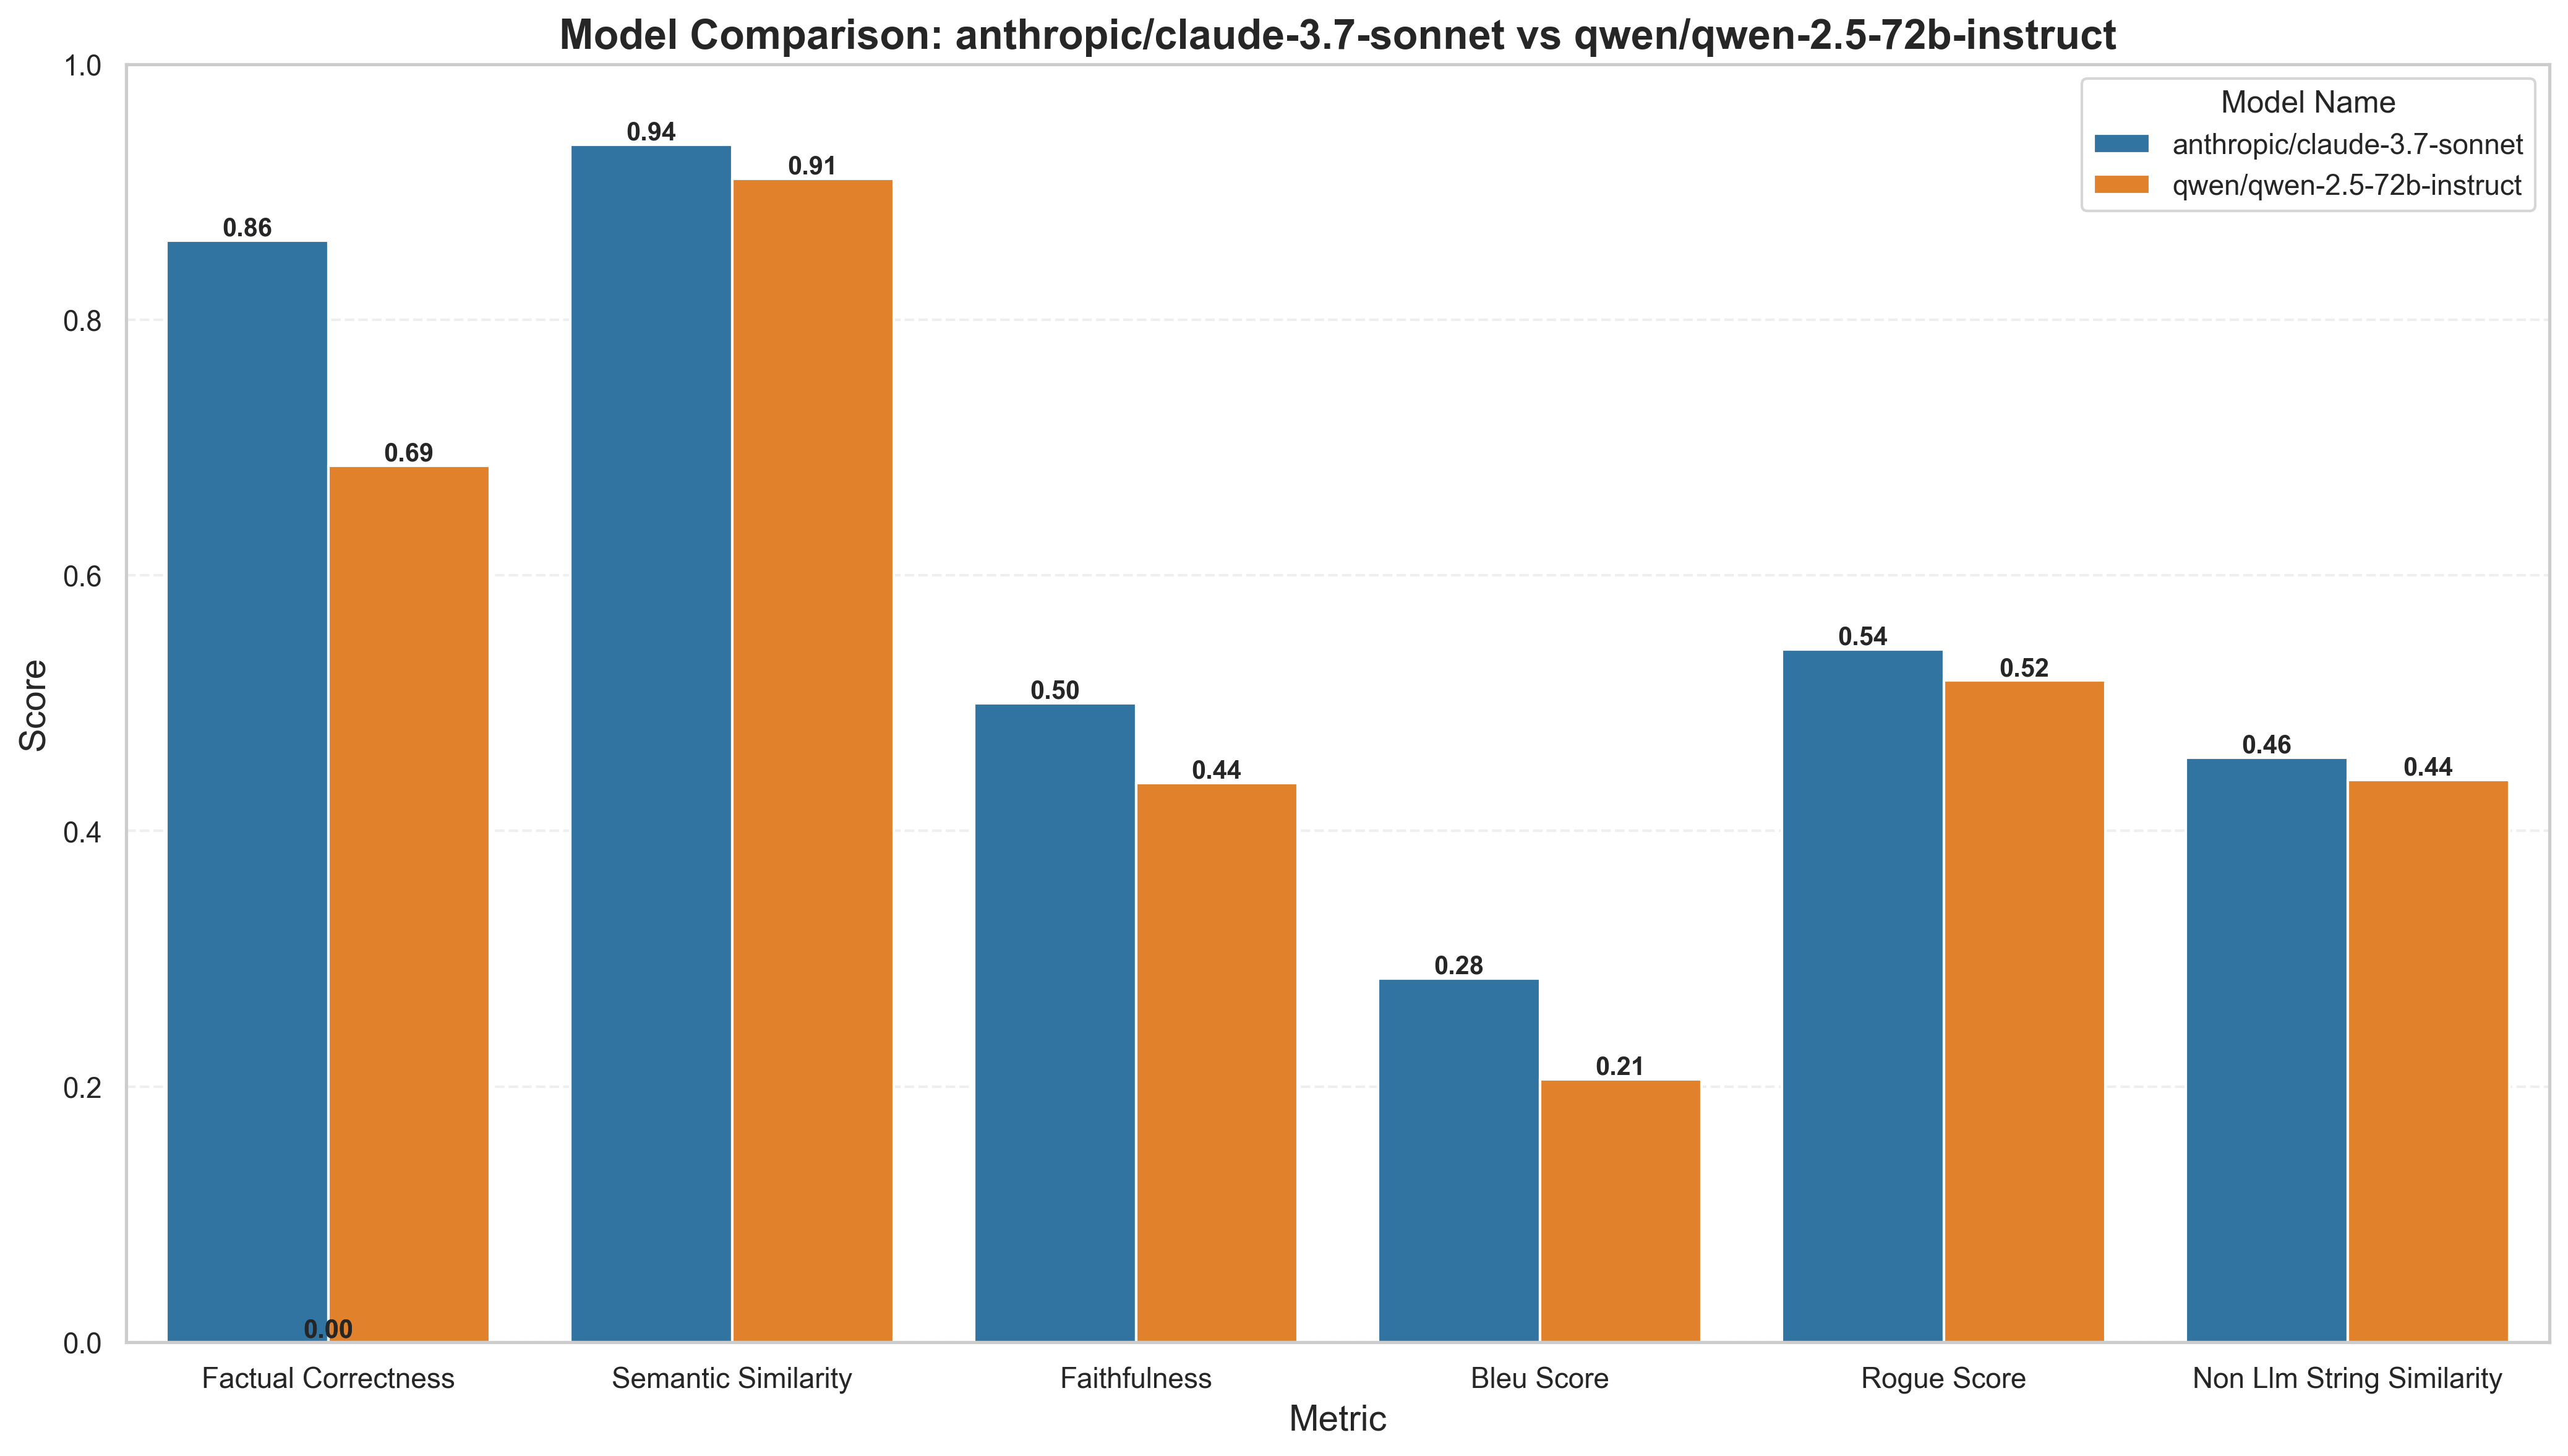 Model Comparison: anthropic/claude-3.7-sonnet vs qwen/qwen-2.5-72b-instruct
Model Name
anthropic/claude-3.7-sonnet
qwen/qwen-2.5-72b-instruct
Score
1.0
0.8
0.6
0.4
0.2
0.0
0.86
0.69
0.00
0.94
0.91
0.50
0.44
0.28
0.21
0.54
0.52
0.46
0.44
Factual Correctness
Semantic Similarity
Faithfulness
Bleu Score
Rogue Score
Non Llm String Similarity
Metric